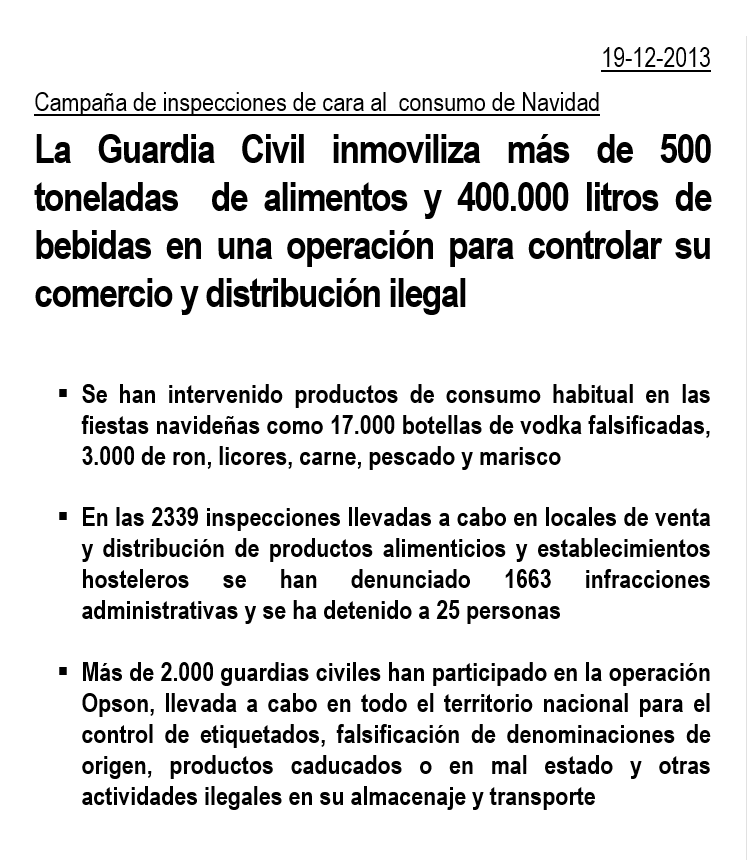 19-12-2013
Campaña de inspecciones de cara al consumo de Navidad
La Guardia Civil inmoviliza más de 500
toneladas de alimentos y 400.000 litros de
bebidas en una operación para controlar su
comercio y distribución ilegal
▪ Se han intervenido productos de consumo habitual en las
fiestas navideñas como 17.000 botellas de vodka falsificadas,
3.000 de ron, licores, carne, pescado y marisco
▪ En las 2339 inspecciones llevadas a cabo en locales de venta
y distribución de productos alimenticios y establecimientos
hosteleros se han denunciado 1663 infracciones
administrativas y se ha detenido a 25 personas
▪ Más de 2.000 guardias civiles han participado en la operación
Opson, llevada a cabo en todo el territorio nacional para el
control de etiquetados, falsificación de denominaciones de
origen, productos caducados o en mal estado y otras
actividades ilegales en su almacenaje y transporte